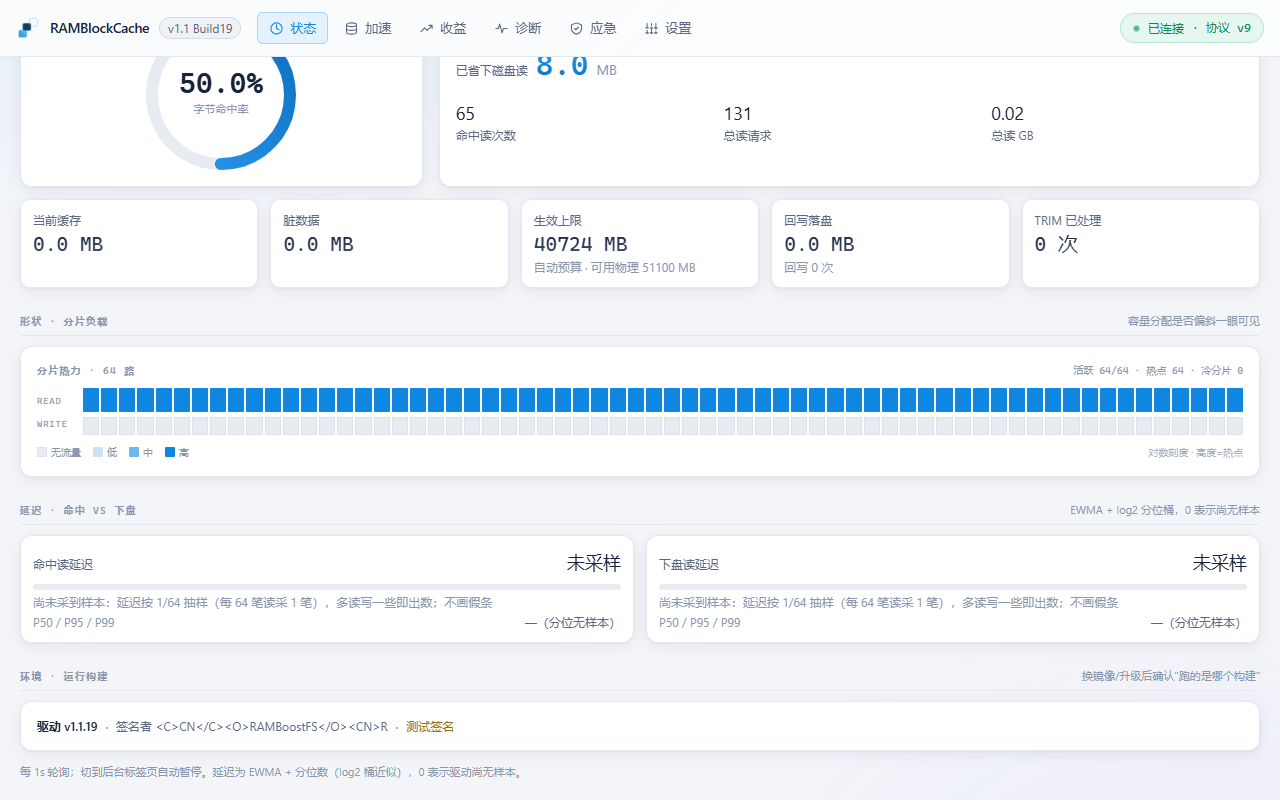 RAMBlockCache v1.1 Build19 状态 加速 收益 诊断 应急 设置 已连接 · 协议 v9
50.0%
字节命中率
已省下磁盘读 8.0 MB
65 131 0.02
命中读次数 总读请求 总读 GB
当前缓存 脏数据 生效上限 回写落盘 TRIM 已处理
0.0 MB 0.0 MB 40724 MB 0.0 MB 0 次
自动预算 · 可用物理 51100 MB 回写 0 次
形状 · 分片负载 容量分配是否偏斜一眼可见
分片热力 · 64 路 活跃 64/64 · 热点 64 · 冷分片 0
READ
WRITE
无流量 低 中 高 对数刻度 · 高度=热点
延迟 · 命中 VS 下盘 EWMA + log2 分位桶，0 表示尚无样本
命中读延迟 未采样 下盘读延迟 未采样
尚未采到样本：延迟按 1/64 抽样（每 64 笔读采 1 笔），多读写一些即出数；不画假条 尚未采到样本：延迟按 1/64 抽样（每 64 笔读采 1 笔），多读写一些即出数；不画假条
P50 / P95 / P99 —（分位无样本） P50 / P95 / P99 —（分位无样本）
环境 · 运行构建 换镜像/升级后确认"跑的是哪个构建"
驱动 v1.1.19 · 签名者 <C>CN</C><O>RAMBoostFS</O><CN>R · 测试签名
每 1s 轮询；切到后台标签页自动暂停。延迟为 EWMA + 分位数（log2 桶近似），0 表示驱动尚无样本。